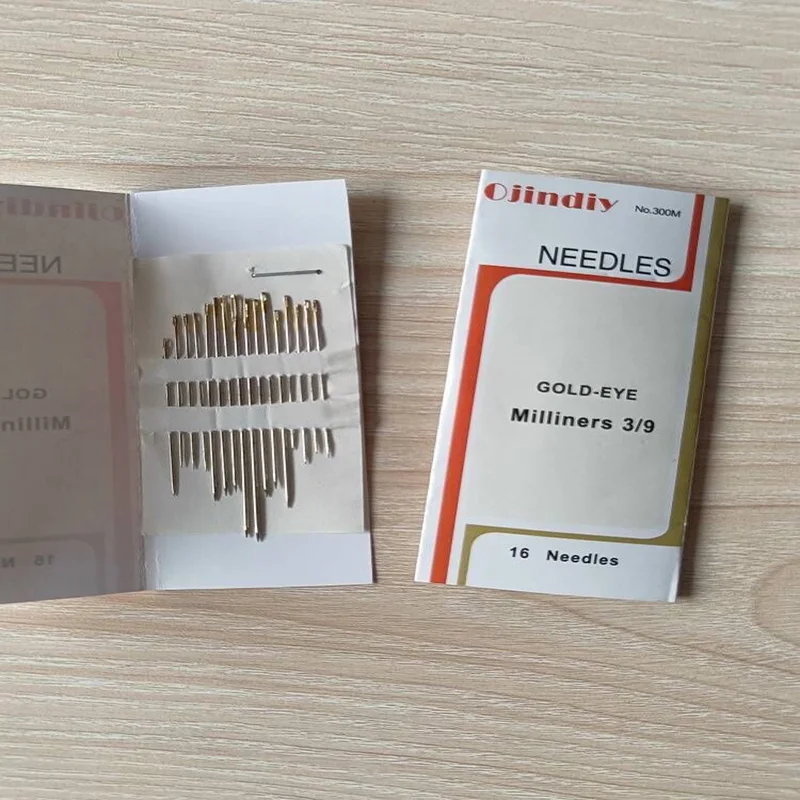 Ojindiy
No.300M
NEEDLES
GOLD-EYE
Milliners 3/9
16 Needles